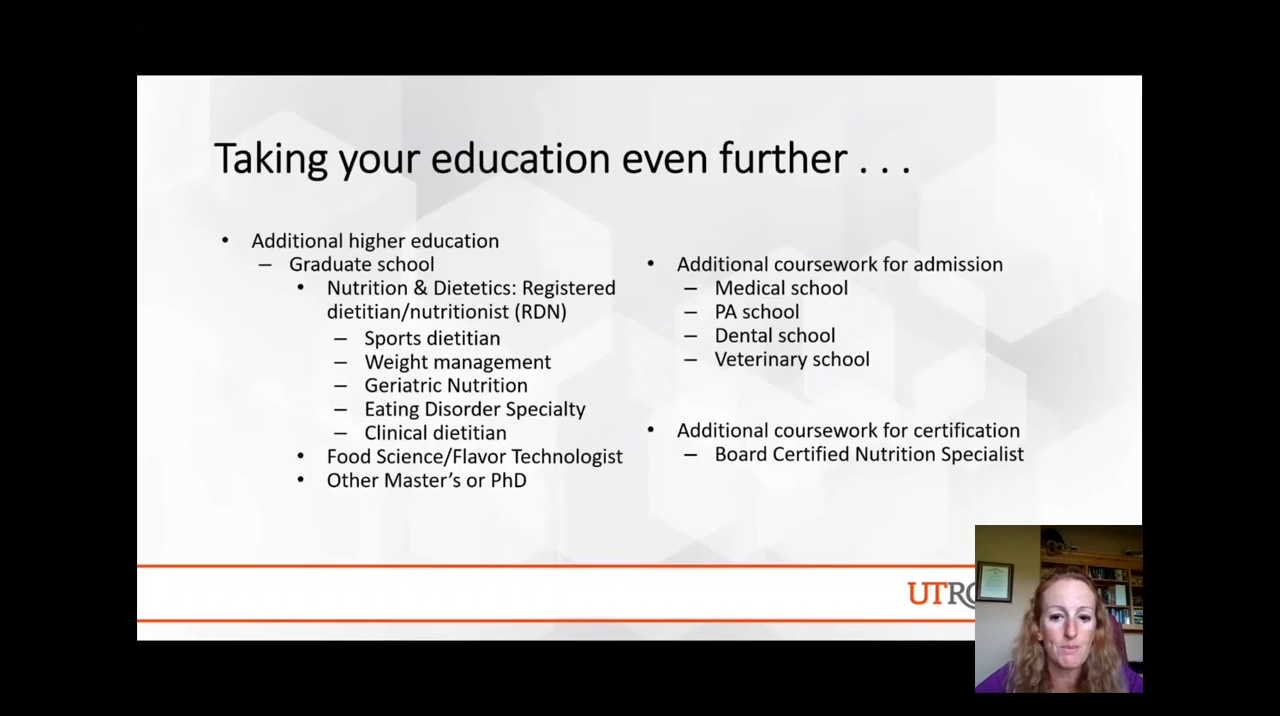 Taking your education even further . . .
• Additional higher education
– Graduate school
• Nutrition & Dietetics: Registered
dietitian/nutritionist (RDN)
– Sports dietitian
– Weight management
– Geriatric Nutrition
– Eating Disorder Specialty
– Clinical dietitian
• Food Science/Flavor Technologist
• Other Master's or PhD
• Additional coursework for admission
– Medical school
– PA school
– Dental school
– Veterinary school
• Additional coursework for certification
– Board Certified Nutrition Specialist